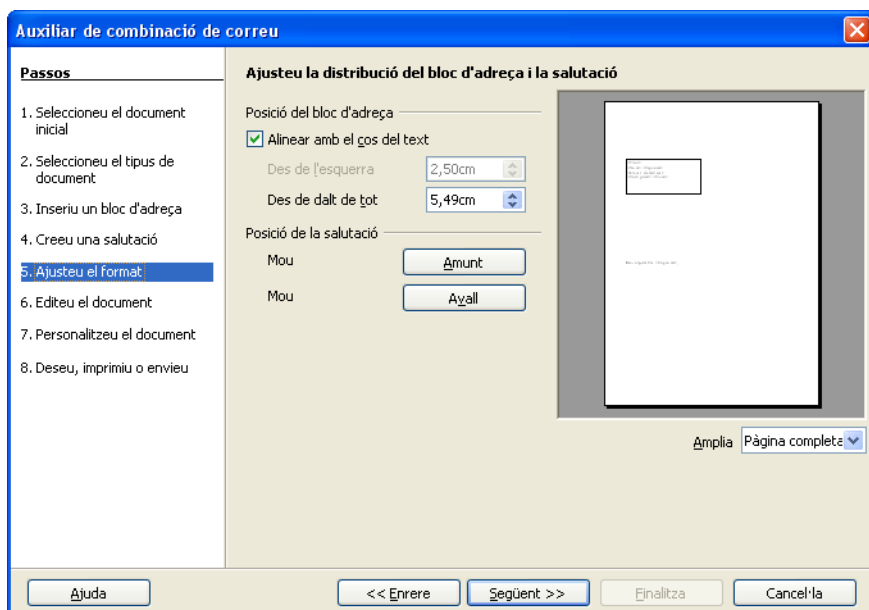 Auxiliar de combinació de correu
Passos
1. Seleccioneu el document
inicial
2. Seleccioneu el tipus de
document
3. Inseriu un bloc d'adreça
4. Creeu una salutació
5. Ajusteu el format
6. Editeu el document
7. Personalitzeu el document
8. Deseu, imprimiu o envieu
Ajusteu la distribució del bloc d'adreça i la salutació
Posició del bloc d'adreça
Alinear amb el cos del text
Des de l'esquerra 2,50cm
Des de dalt de tot 5,49cm
Posició de la salutació
Mou Amunt
Mou Avall
Amplia Pàgina completa
Ajuda << Enrere Següent >> Finalitza Cancel·la